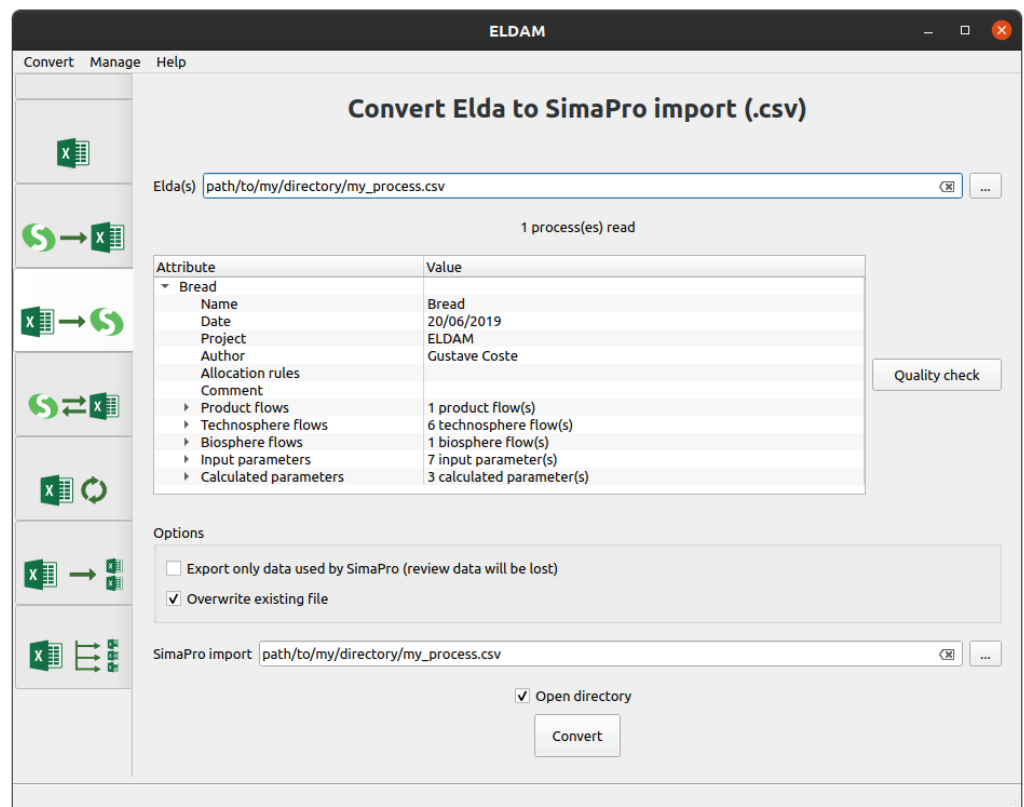 ELDAM
Convert Manage Help
Convert Elda to SimaPro import (.csv)
Elda(s) path/to/my/directory/my_process.csv ...
1 process(es) read
Attribute Value
Bread
Name Bread
Date 20/06/2019
Project ELDAM
Author Gustave Coste
Allocation rules
Comment
Product flows 1 product flow(s)
Technosphere flows 6 technosphere flow(s)
Biosphere flows 1 biosphere flow(s)
Input parameters 7 input parameter(s)
Calculated parameters 3 calculated parameter(s)
Quality check
Options
Export only data used by SimaPro (review data will be lost)
Overwrite existing file
SimaPro import path/to/my/directory/my_process.csv ...
Open directory
Convert